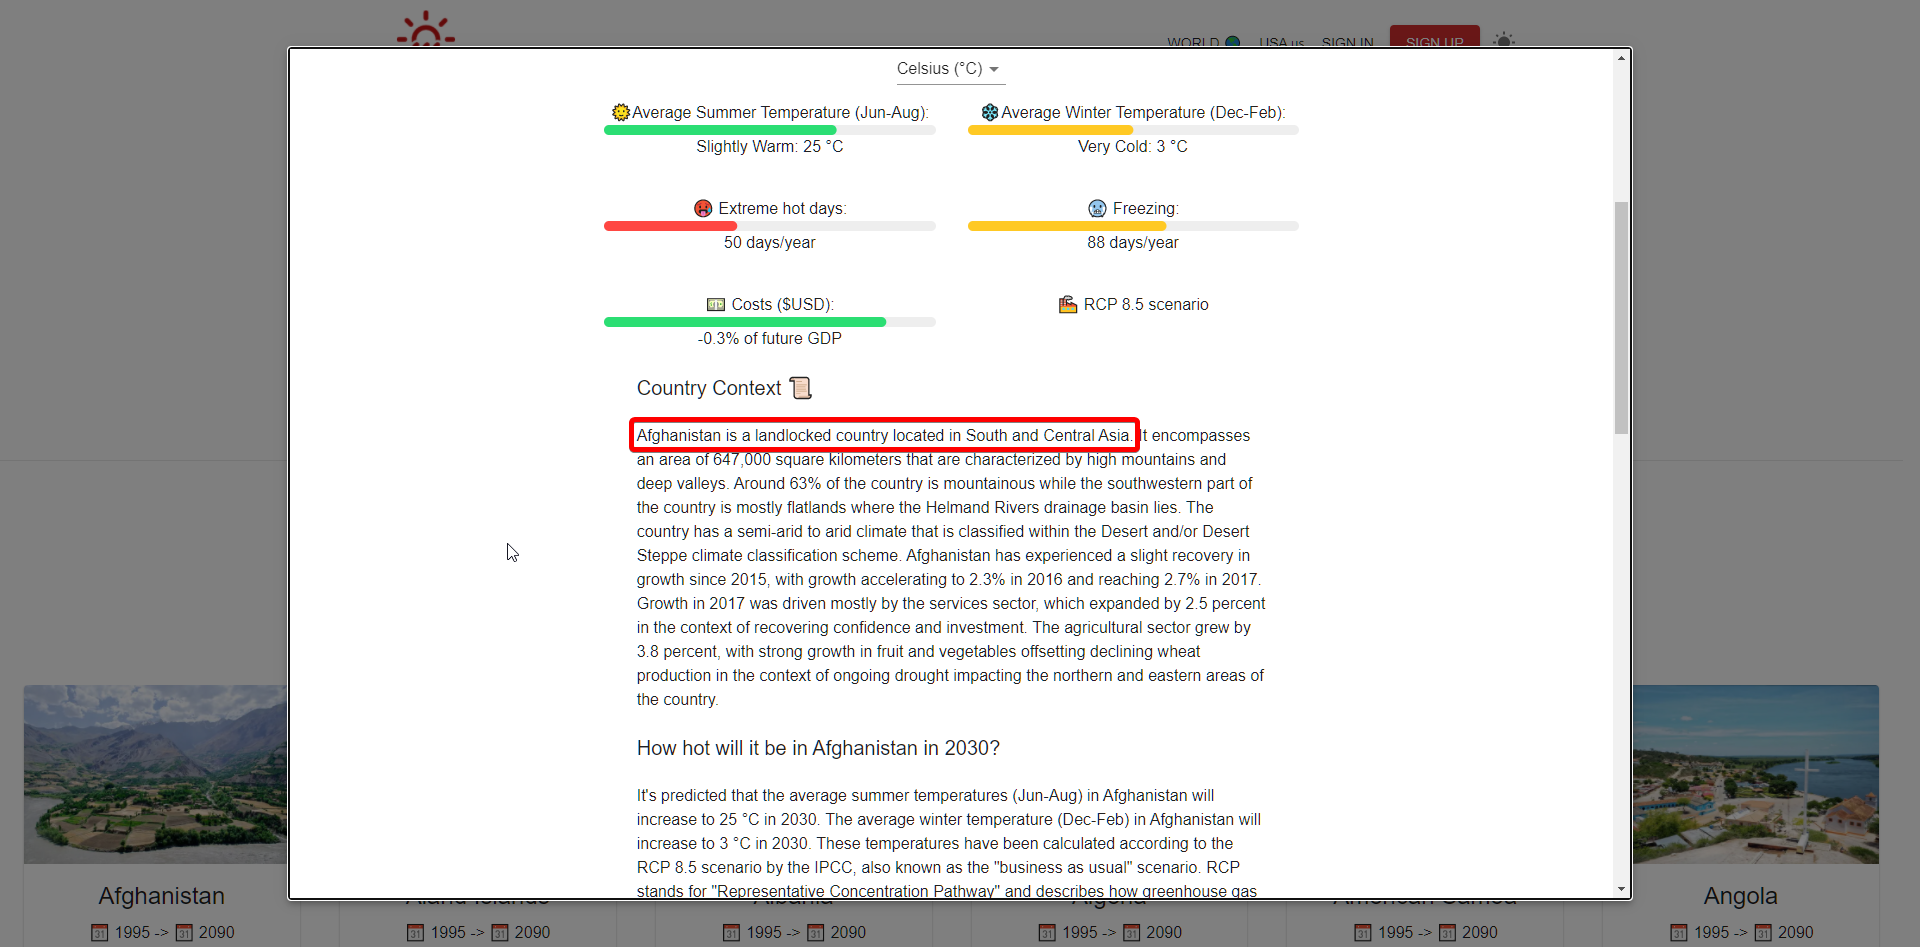 WORLD USA us SIGN IN SIGN UP
Celsius (°C)
Average Summer Temperature (Jun-Aug):
Slightly Warm: 25 °C
Average Winter Temperature (Dec-Feb):
Very Cold: 3 °C
Extreme hot days:
50 days/year
Freezing:
88 days/year
Costs ($USD):
-0.3% of future GDP
RCP 8.5 scenario
Country Context
Afghanistan is a landlocked country located in South and Central Asia. It encompasses
an area of 647,000 square kilometers that are characterized by high mountains and
deep valleys. Around 63% of the country is mountainous while the southwestern part of
the country is mostly flatlands where the Helmand Rivers drainage basin lies. The
country has a semi-arid to arid climate that is classified within the Desert and/or Desert
Steppe climate classification scheme. Afghanistan has experienced a slight recovery in
growth since 2015, with growth accelerating to 2.3% in 2016 and reaching 2.7% in 2017.
Growth in 2017 was driven mostly by the services sector, which expanded by 2.5 percent
in the context of recovering confidence and investment. The agricultural sector grew by
3.8 percent, with strong growth in fruit and vegetables offsetting declining wheat
production in the context of ongoing drought impacting the northern and eastern areas of
the country.
How hot will it be in Afghanistan in 2030?
It's predicted that the average summer temperatures (Jun-Aug) in Afghanistan will
increase to 25 °C in 2030. The average winter temperature (Dec-Feb) in Afghanistan will
increase to 3 °C in 2030. These temperatures have been calculated according to the
RCP 8.5 scenario by the IPCC, also known as the "business as usual" scenario. RCP
stands for "Representative Concentration Pathway" and describes how greenhouse gas
Afghanistan
Angola
1995 -> 2090
1995 -> 2090
1995 -> 2090
1995 -> 2090
1995 -> 2090
1995 -> 2090